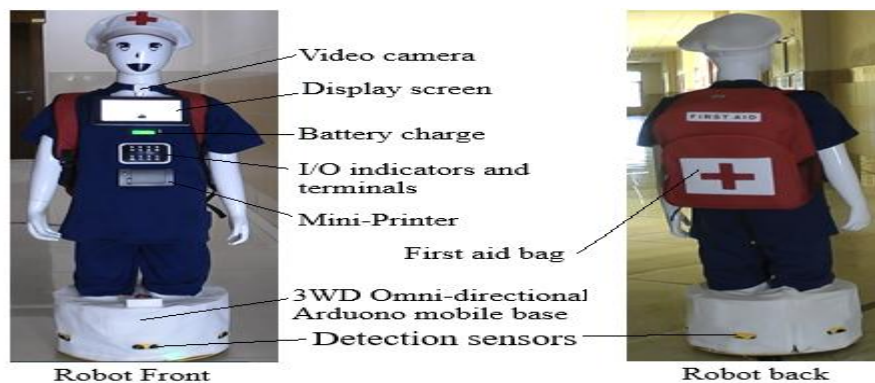 Video camera
Display screen
Battery charge
I/O indicators and
terminals
Mini-Printer
FIRST AID
First aid bag
3WD Omni-directional
Arduono mobile base
Detection sensors
Robot Front
Robot back